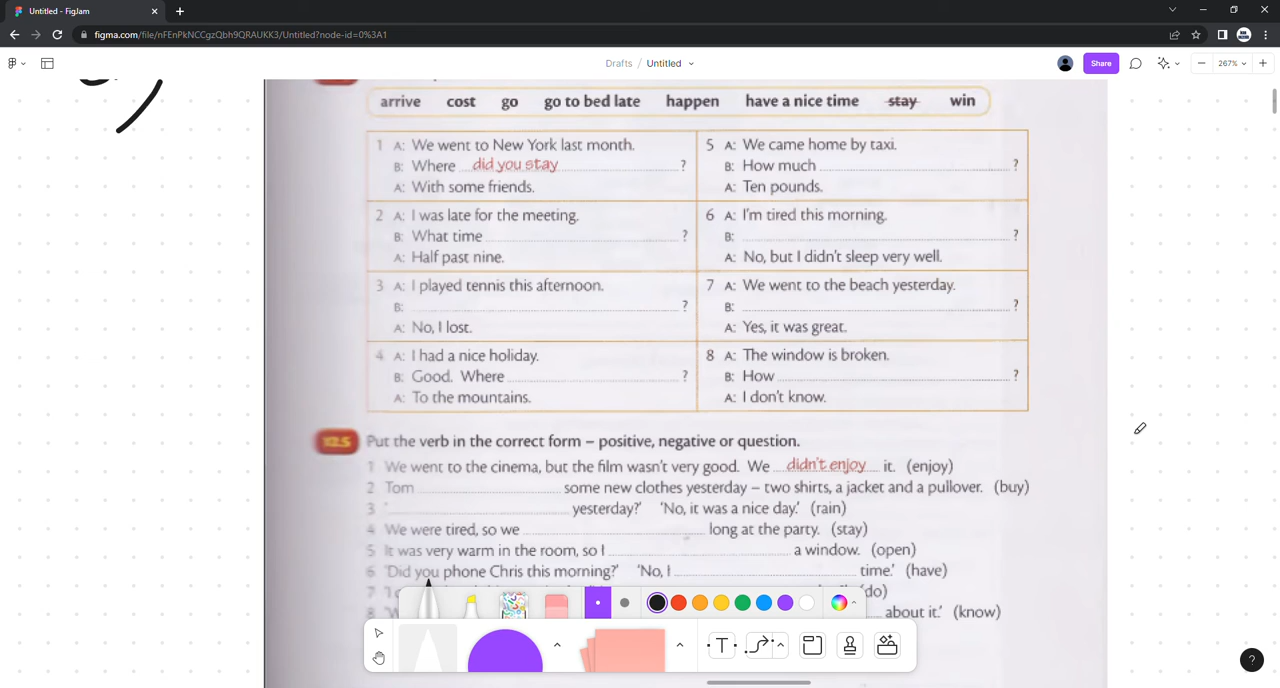 Untitled - FigJam
figma.com/file/nFEnPkNCCgzQbh9QRAUKK3/Untitled?node-id=0%3A1
Drafts / Untitled
Share
267%
arrive cost go go to bed late happen have a nice time stay win
1 A: We went to New York last month.
B: Where did you stay ?
A: With some friends.
2 A: I was late for the meeting.
B: What time ?
A: Half past nine.
3 A: I played tennis this afternoon.
B: ?
A: No, I lost.
4 A: I had a nice holiday.
B: Good. Where ?
A: To the mountains.
5 A: We came home by taxi.
B: How much ?
A: Ten pounds.
6 A: I'm tired this morning.
B: ?
A: No, but I didn't sleep very well.
7 A: We went to the beach yesterday.
B: ?
A: Yes, it was great.
8 A: The window is broken.
B: How ?
A: I don't know.
12.5 Put the verb in the correct form – positive, negative or question.
1 We went to the cinema, but the film wasn't very good. We didn't enjoy it. (enjoy)
2 Tom some new clothes yesterday – two shirts, a jacket and a pullover. (buy)
3 ' yesterday?' 'No, it was a nice day.' (rain)
4 We were tired, so we long at the party. (stay)
5 It was very warm in the room, so I a window. (open)
6 'Did you phone Chris this morning?' 'No, I time.' (have)
7 (do)
8 about it.' (know)
T
?